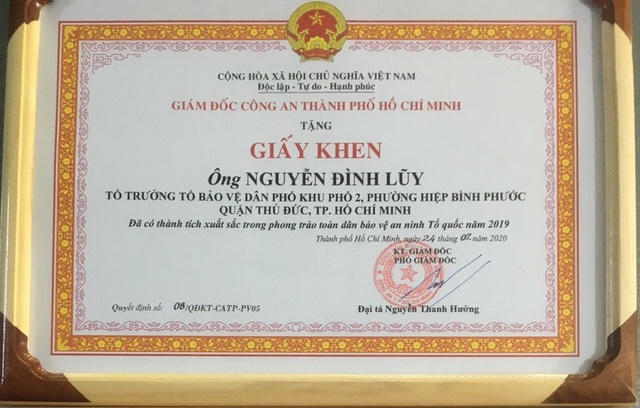 CỘNG HÒA XÃ HỘI CHỦ NGHĨA VIỆT NAM
Độc lập - Tự do - Hạnh phúc
GIÁM ĐỐC CÔNG AN THÀNH PHỐ HỒ CHÍ MINH
TẶNG
GIẤY KHEN
Ông NGUYỄN ĐÌNH LŨY
TỔ TRƯỞNG TỔ BẢO VỆ DÂN PHỐ KHU PHỐ 2, PHƯỜNG HIỆP BÌNH PHƯỚC
QUẬN THỦ ĐỨC, TP. HỒ CHÍ MINH
Đã có thành tích xuất sắc trong phong trào toàn dân bảo vệ an ninh Tổ quốc năm 2019
Thành phố Hồ Chí Minh, ngày 24 tháng 02 năm 2020
KT. GIÁM ĐỐC
PHÓ GIÁM ĐỐC
Quyết định số: 08/QĐKT-CATP-PV05
Đại tá Nguyễn Thanh Hưởng